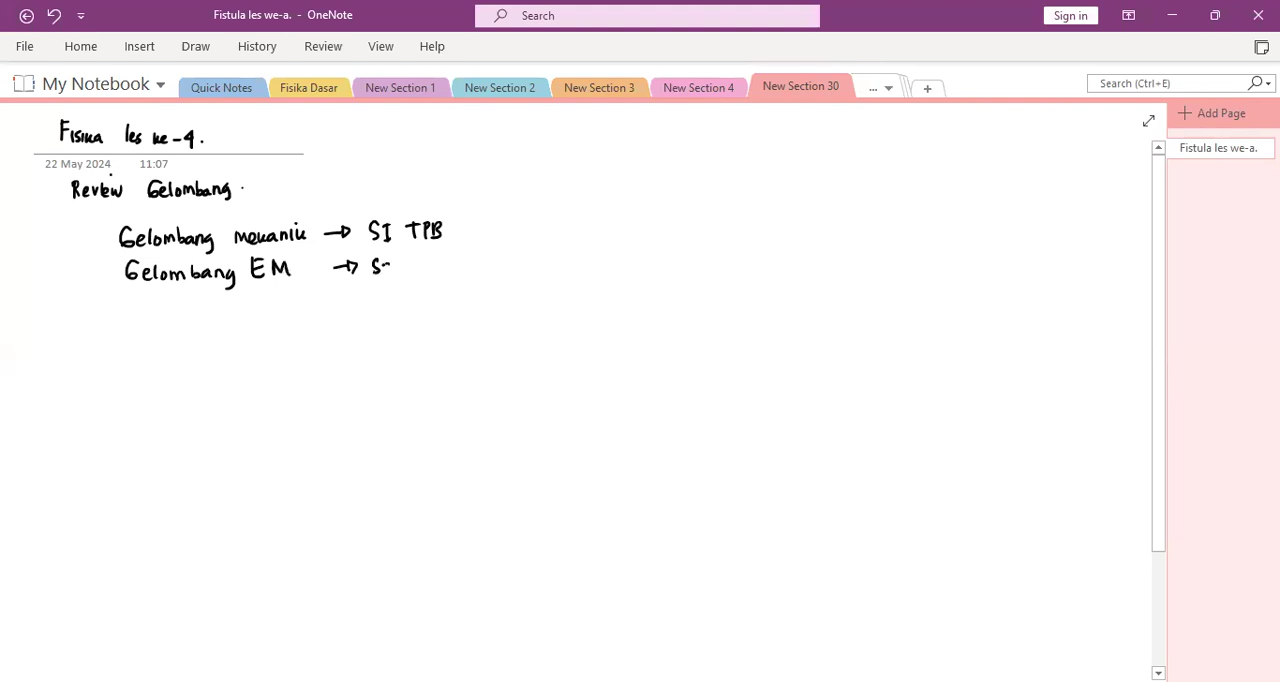 Fistula les we-a. - OneNote
Search
Sign in
File Home Insert Draw History Review View Help
My Notebook
Quick Notes
Fisika Dasar
New Section 1
New Section 2
New Section 3
New Section 4
New Section 30
...
+
Search (Ctrl+E)
Add Page
Fistula les we-a.
Fisika les ke-4.
22 May 2024 11:07
Review Gelombang
Gelombang mekanik → SI TPB
Gelombang EM → S